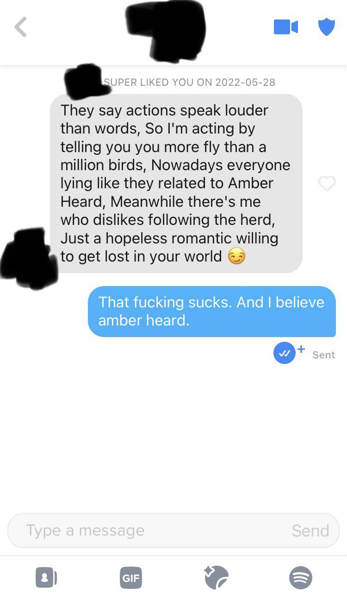 SUPER LIKED YOU ON 2022-05-28
They say actions speak louder
than words, So I'm acting by
telling you you more fly than a
million birds, Nowadays everyone
lying like they related to Amber
Heard, Meanwhile there's me
who dislikes following the herd,
Just a hopeless romantic willing
to get lost in your world 😏
That fucking sucks. And I believe
amber heard.
Sent
Type a message
Send
GIF